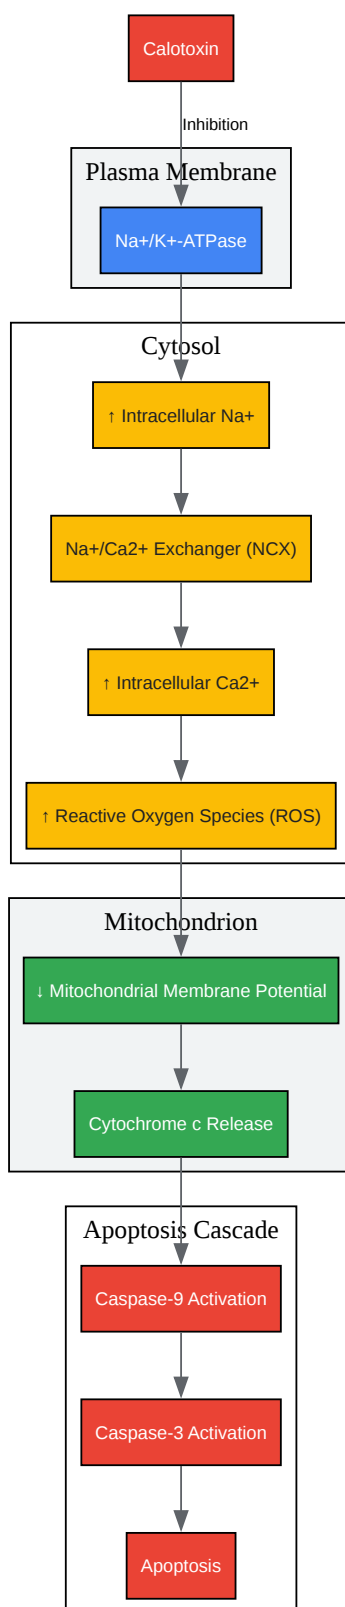 Calotoxin
Inhibition
Plasma Membrane
Na+/K+-ATPase
Cytosol
↑ Intracellular Na+
Na+/Ca2+ Exchanger (NCX)
↑ Intracellular Ca2+
↑ Reactive Oxygen Species (ROS)
Mitochondrion
↓ Mitochondrial Membrane Potential
Cytochrome c Release
Apoptosis Cascade
Caspase-9 Activation
Caspase-3 Activation
Apoptosis